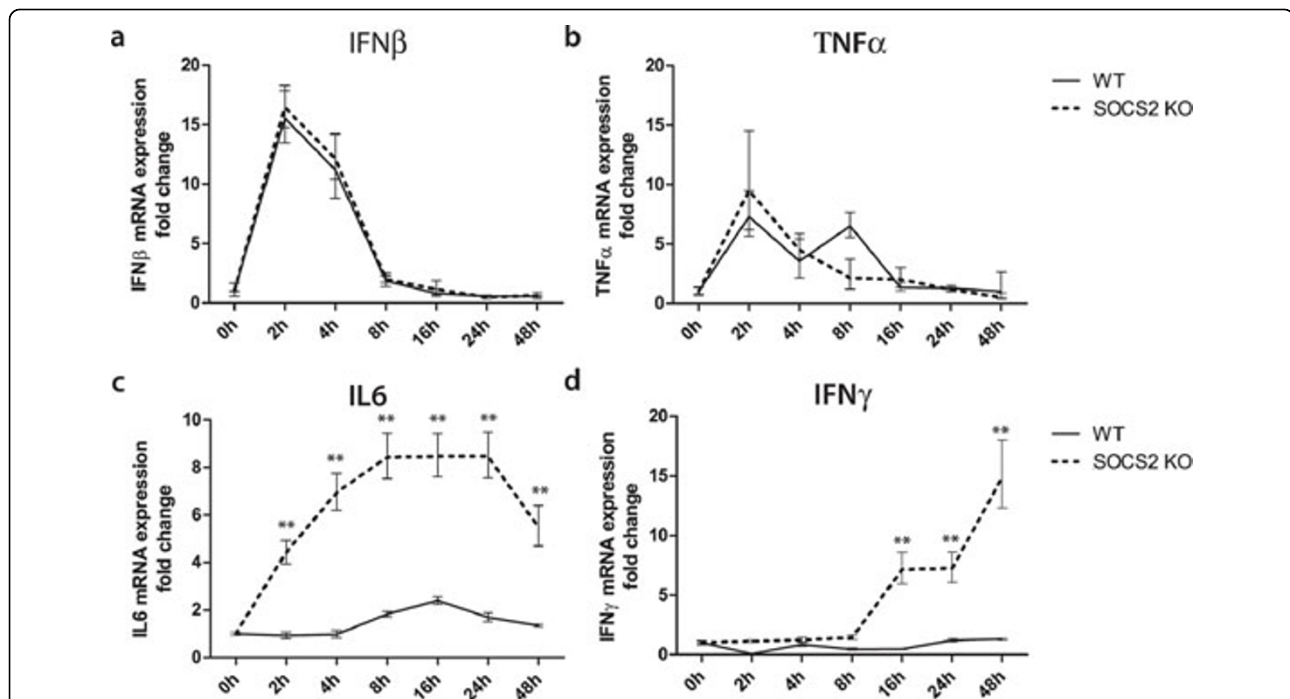 a
IFNβ
IFNβ mRNA expression
fold change
20
15
10
5
0
0h
2h
4h
8h
16h
24h
48h
b
TNFα
TNFα mRNA expression
fold change
20
15
10
5
0
0h
2h
4h
8h
16h
24h
48h
WT
SOCS2 KO
c
IL6
IL6 mRNA expression
fold change
10
8
6
4
2
0
**
**
**
**
**
**
0h
2h
4h
8h
16h
24h
48h
d
IFNγ
IFNγ mRNA expression
fold change
20
15
10
5
0
**
**
**
0h
2h
4h
8h
16h
24h
48h
WT
SOCS2 KO